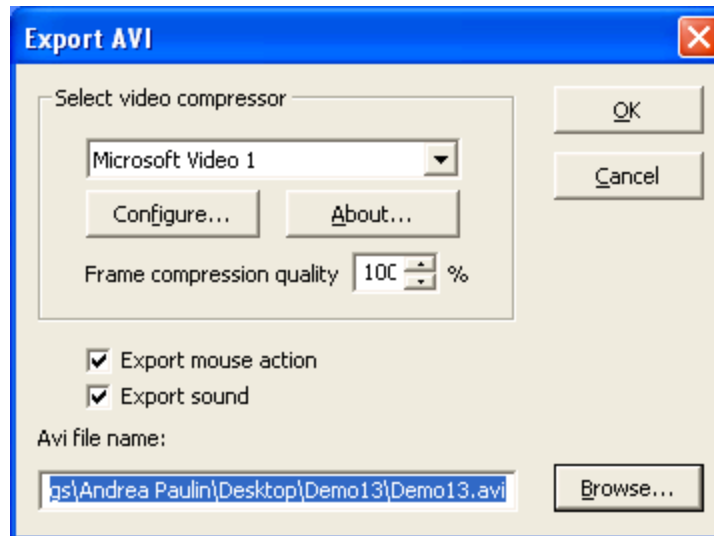 Export AVI
Select video compressor
OK
Microsoft Video 1
Cancel
Configure... About...
Frame compression quality 100 %
Export mouse action
Export sound
Avi file name:
gs\Andrea Paulin\Desktop\Demo13\Demo13.avi Browse...